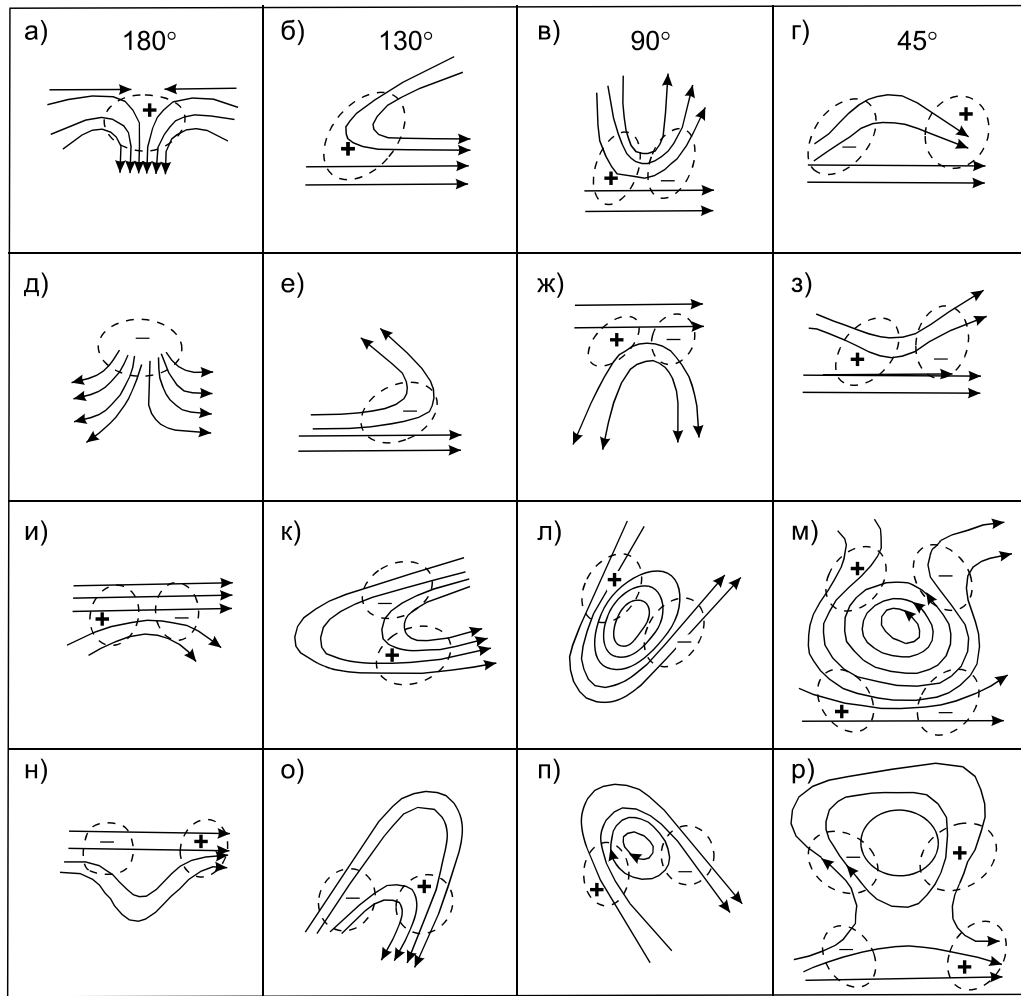 а) 180° б) 130° в) 90° г) 45°
+ + + − − +
д) е) ж) з)
− − + − + −
и) к) л) м)
+ − − + + − + − + −
н) о) п) р)
− + − + + − − + − +